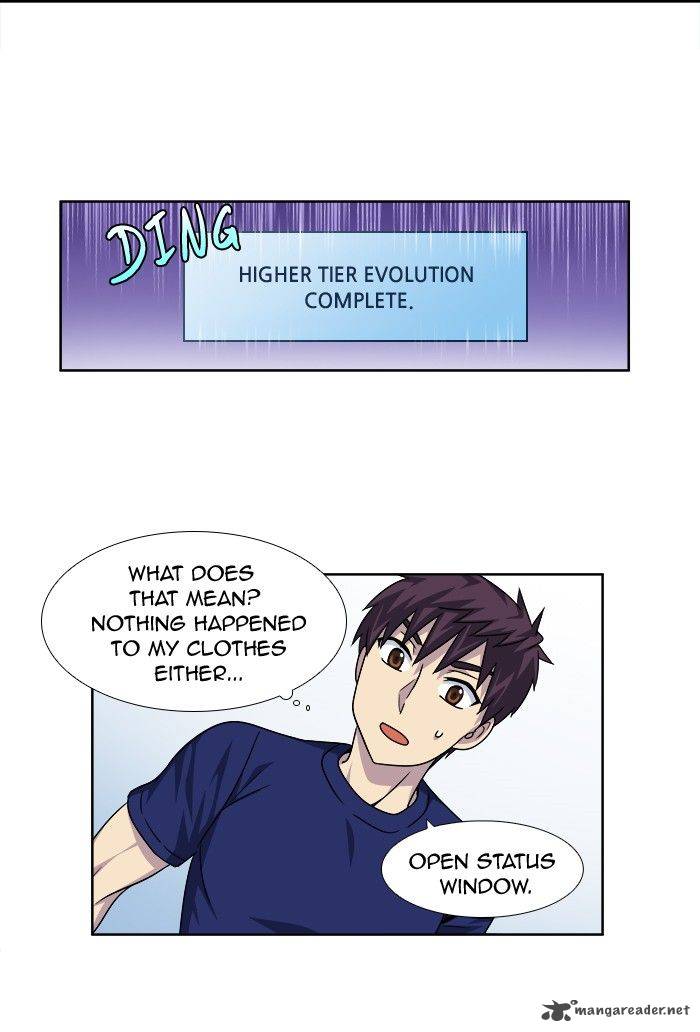 DING
HIGHER TIER EVOLUTION
COMPLETE.
WHAT DOES
THAT MEAN?
NOTHING HAPPENED
TO MY CLOTHES
EITHER...
OPEN STATUS
WINDOW.
mangareader.net